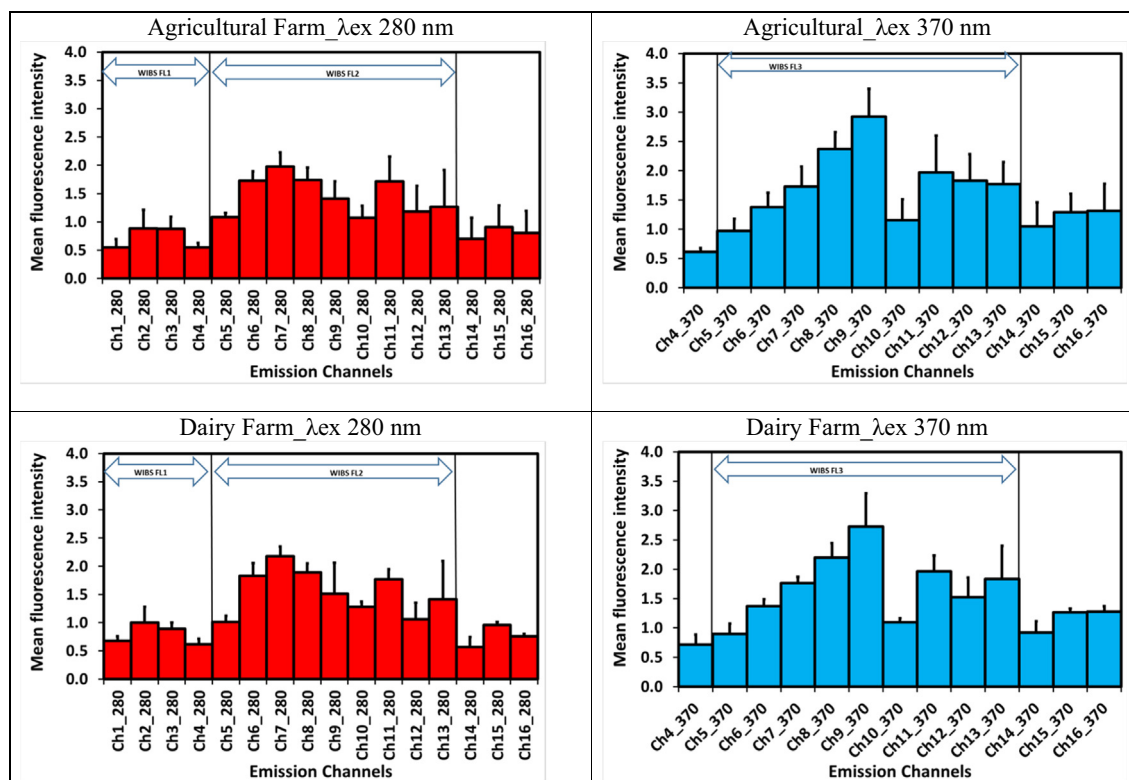 Agricultural Farm_λex 280 nm
4.0
3.5
3.0
2.5
2.0
1.5
1.0
0.5
0.0
Mean fluorescence intensity
WIBS FL1
WIBS FL2
Ch1_280
Ch2_280
Ch3_280
Ch4_280
Ch5_280
Ch6_280
Ch7_280
Ch8_280
Ch9_280
Ch10_280
Ch11_280
Ch12_280
Ch13_280
Ch14_280
Ch15_280
Ch16_280
Emission Channels
Agricultural_λex 370 nm
4.0
3.5
3.0
2.5
2.0
1.5
1.0
0.5
0.0
Mean fluorescence intensity
WIBS FL3
Ch4_370
Ch5_370
Ch6_370
Ch7_370
Ch8_370
Ch9_370
Ch10_370
Ch11_370
Ch12_370
Ch13_370
Ch14_370
Ch15_370
Ch16_370
Emission Channels
Dairy Farm_λex 280 nm
4.0
3.5
3.0
2.5
2.0
1.5
1.0
0.5
0.0
Mean fluorescence intensity
WIBS FL1
WIBS FL2
Ch1_280
Ch2_280
Ch3_280
Ch4_280
Ch5_280
Ch6_280
Ch7_280
Ch8_280
Ch9_280
Ch10_280
Ch11_280
Ch12_280
Ch13_280
Ch14_280
Ch15_280
Ch16_280
Emission Channels
Dairy Farm_λex 370 nm
4.0
3.5
3.0
2.5
2.0
1.5
1.0
0.5
0.0
Mean fluorescence intensity
WIBS FL3
Ch4_370
Ch5_370
Ch6_370
Ch7_370
Ch8_370
Ch9_370
Ch10_370
Ch11_370
Ch12_370
Ch13_370
Ch14_370
Ch15_370
Ch16_370
Emission Channels